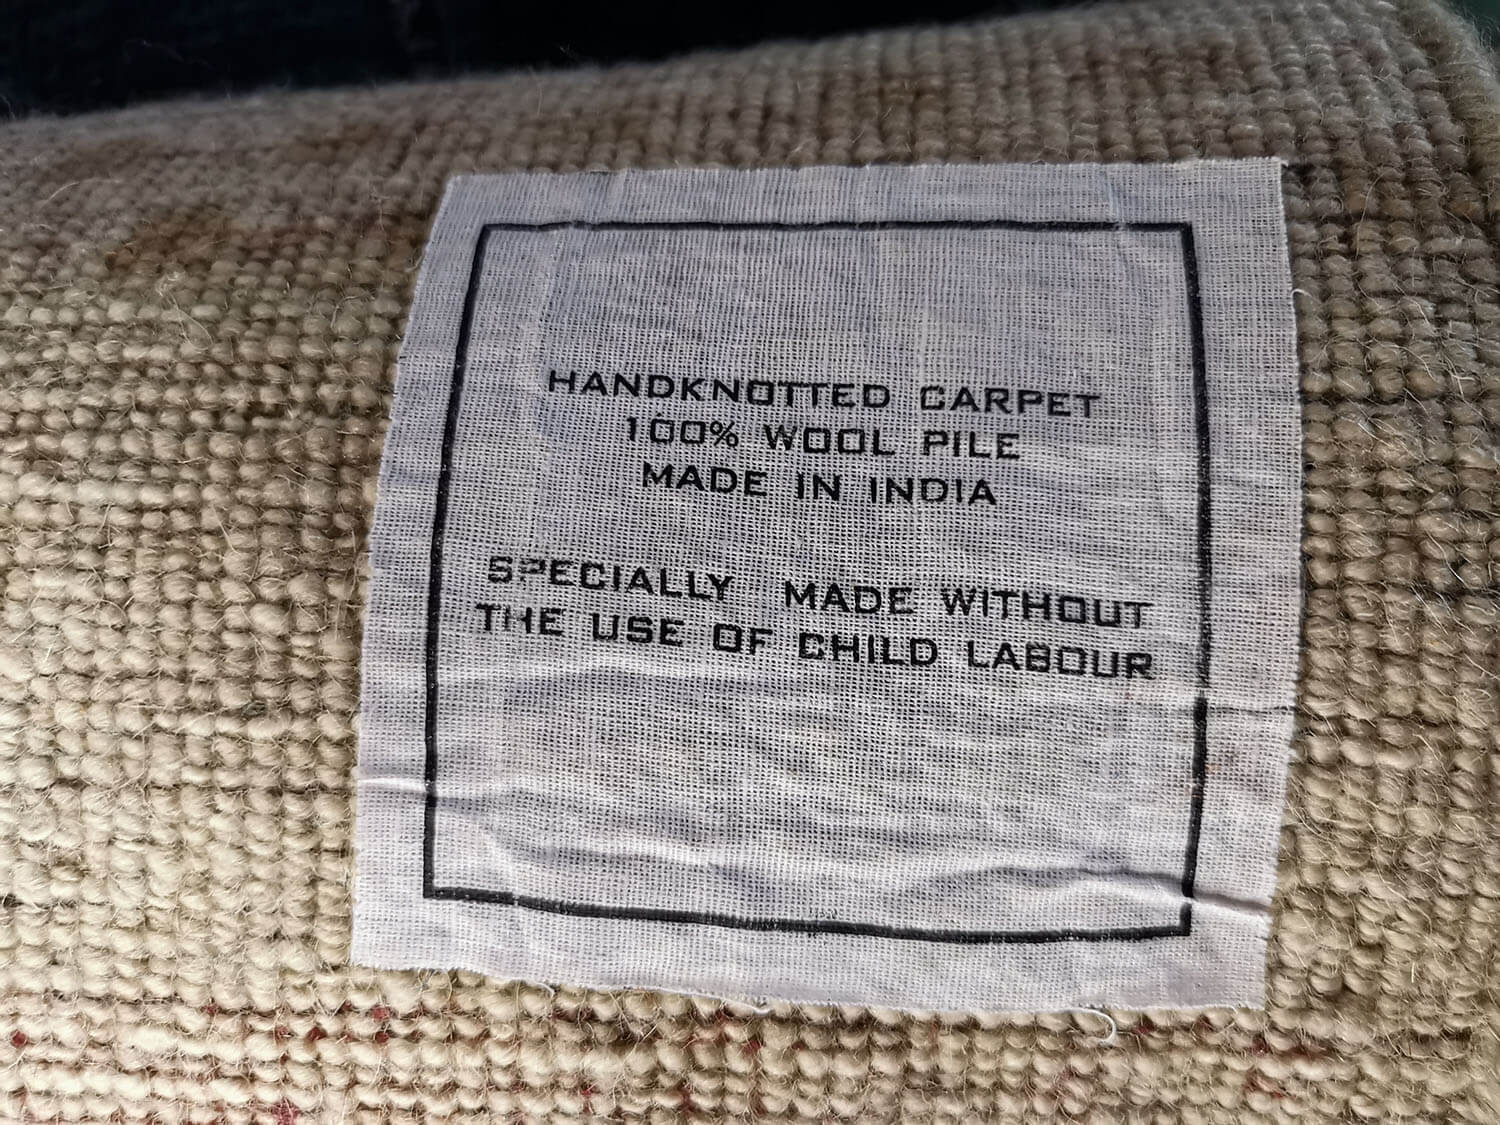 HANDKNOTTED CARPET
100% WOOL PILE
MADE IN INDIA
SPECIALLY MADE WITHOUT
THE USE OF CHILD LABOUR